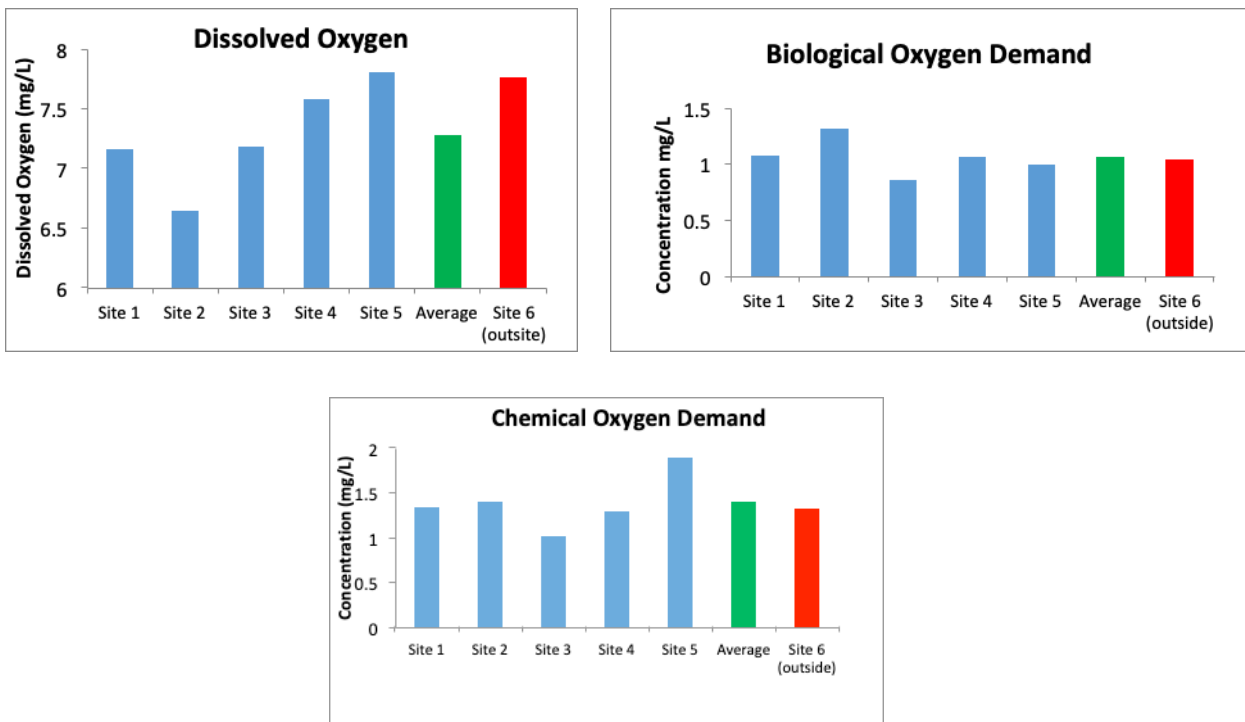 Dissolved Oxygen
Dissolved Oxygen (mg/L)
8
7.5
7
6.5
6
Site 1 Site 2 Site 3 Site 4 Site 5 Average Site 6
(outsite)
Biological Oxygen Demand
Concentration mg/L
1.5
1
0.5
0
Site 1 Site 2 Site 3 Site 4 Site 5 Average Site 6
(outside)
Chemical Oxygen Demand
Concentration (mg/L)
2
1.5
1
0.5
0
Site 1 Site 2 Site 3 Site 4 Site 5 Average Site 6
(outside)